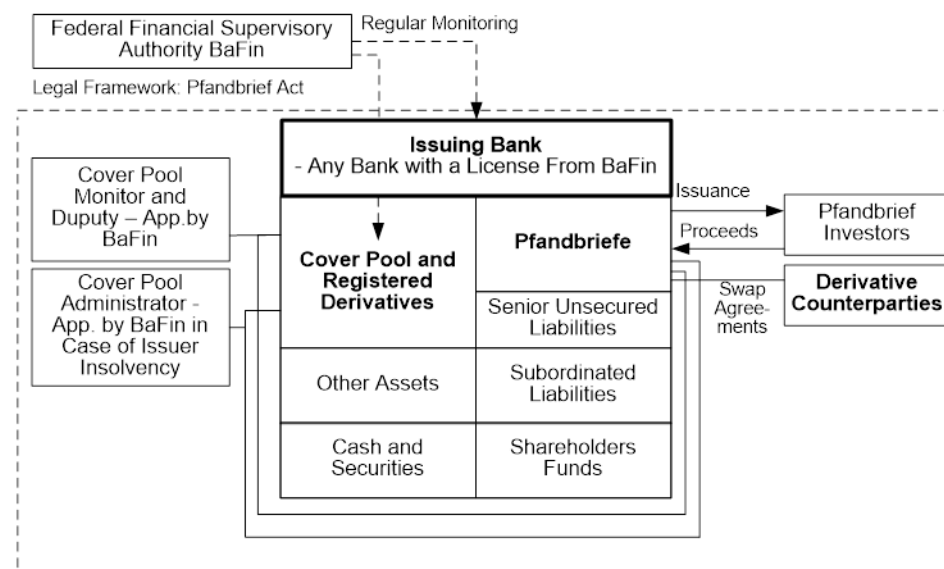 Federal Financial Supervisory
Authority BaFin
Regular Monitoring
Legal Framework: Pfandbrief Act
Issuing Bank
- Any Bank with a License From BaFin
Cover Pool
Monitor and
Duputy – App.by
BaFin
Cover Pool
Administrator -
App. by BaFin in
Case of Issuer
Insolvency
Cover Pool and
Registered
Derivatives
Other Assets
Cash and
Securities
Pfandbriefe
Senior Unsecured
Liabilities
Subordinated
Liabilities
Shareholders
Funds
Issuance
Proceeds
Swap
Agree-
ments
Pfandbrief
Investors
Derivative
Counterparties